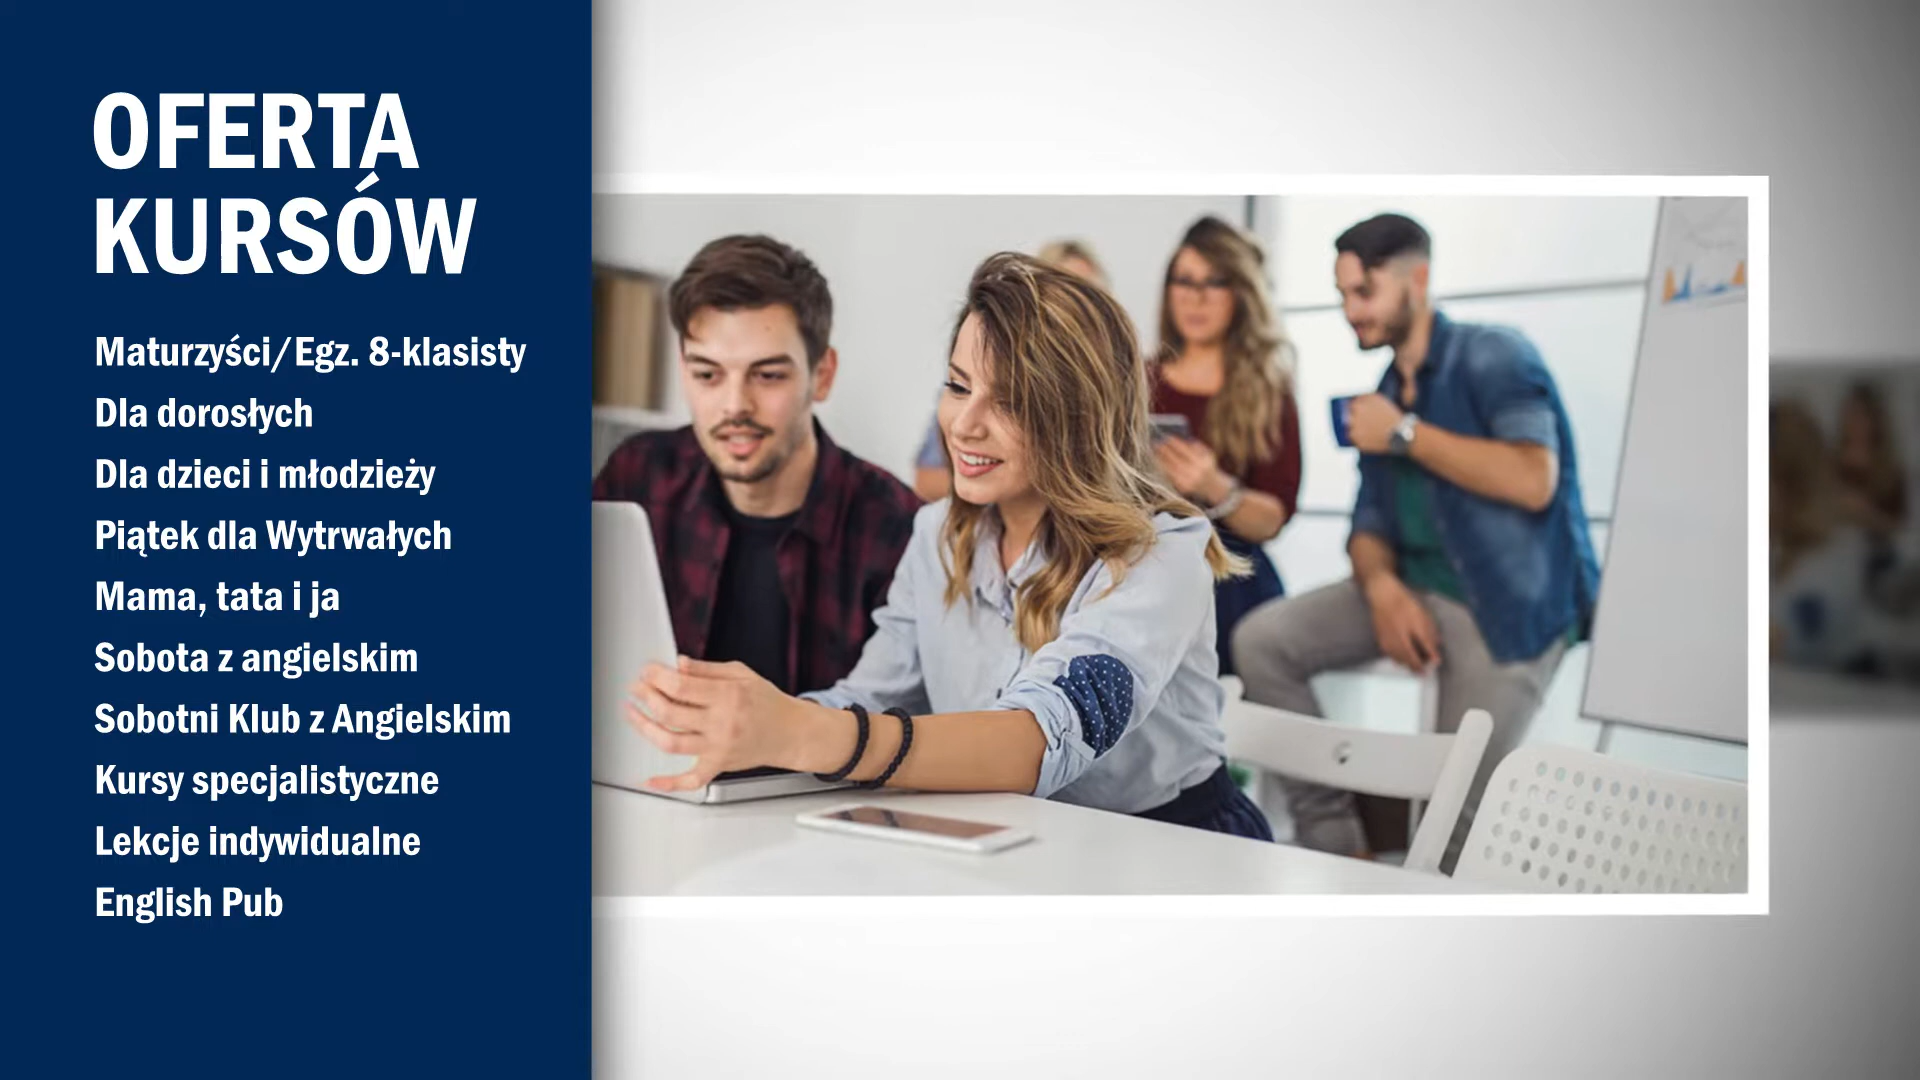 OFERTA
KURSÓW
Maturzyści/Egz. 8-klasisty
Dla dorosłych
Dla dzieci i młodzieży
Piątek dla Wytrwałych
Mama, tata i ja
Sobota z angielskim
Sobotni Klub z Angielskim
Kursy specjalistyczne
Lekcje indywidualne
English Pub